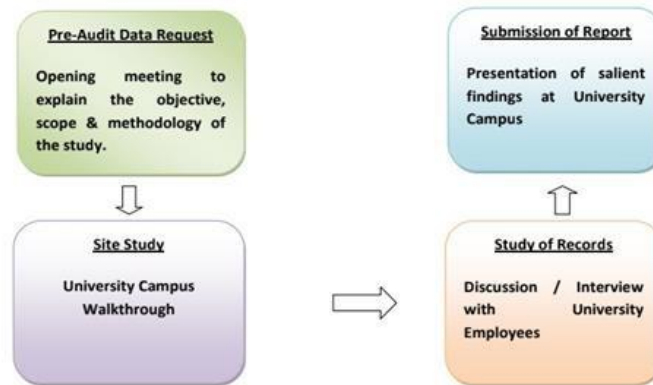 Pre-Audit Data Request
Opening meeting to
explain the objective,
scope & methodology of
the study.
Site Study
University Campus
Walkthrough
Study of Records
Discussion / Interview
with University
Employees
Submission of Report
Presentation of salient
findings at University
Campus